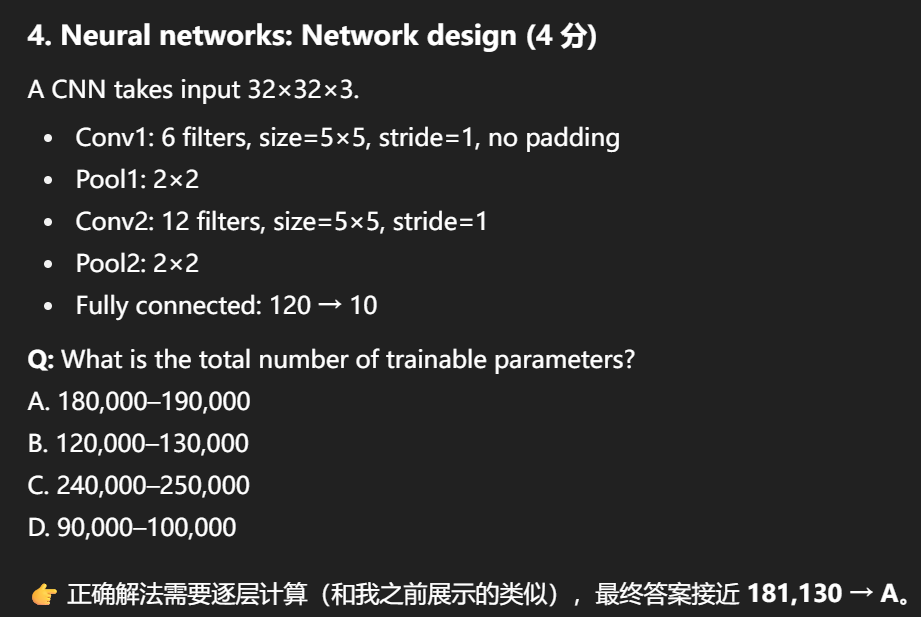 4. Neural networks: Network design (4 分)
A CNN takes input 32×32×3.
• Conv1: 6 filters, size=5×5, stride=1, no padding
• Pool1: 2×2
• Conv2: 12 filters, size=5×5, stride=1
• Pool2: 2×2
• Fully connected: 120 → 10
Q: What is the total number of trainable parameters?
A. 180,000–190,000
B. 120,000–130,000
C. 240,000–250,000
D. 90,000–100,000
👉 正确解法需要逐层计算（和我之前展示的类似），最终答案接近 181,130 → A。